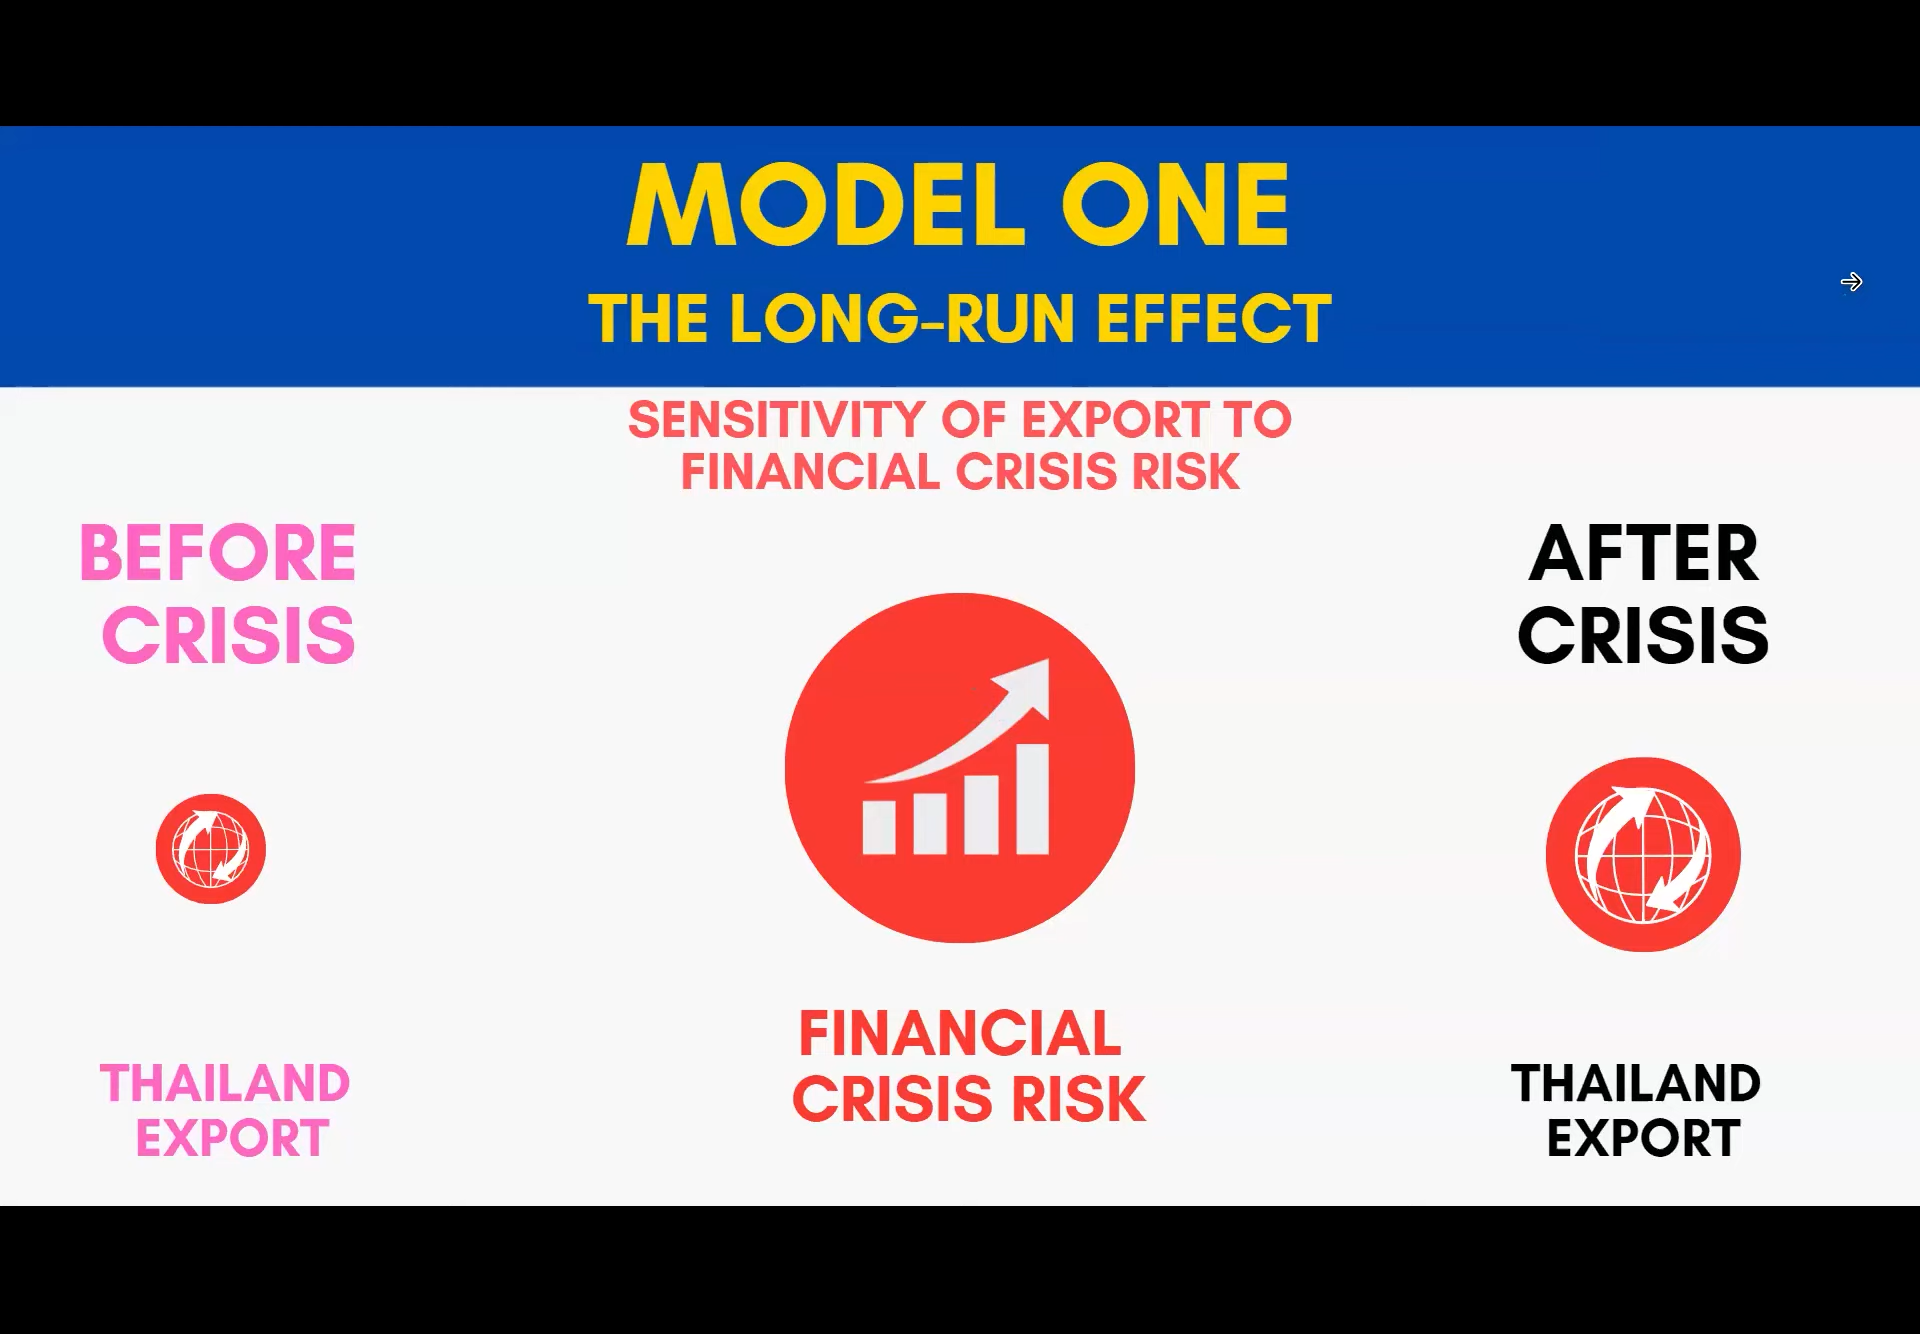 MODEL ONE
THE LONG-RUN EFFECT
SENSITIVITY OF EXPORT TO
FINANCIAL CRISIS RISK
BEFORE
CRISIS
THAILAND
EXPORT
FINANCIAL
CRISIS RISK
AFTER
CRISIS
THAILAND
EXPORT